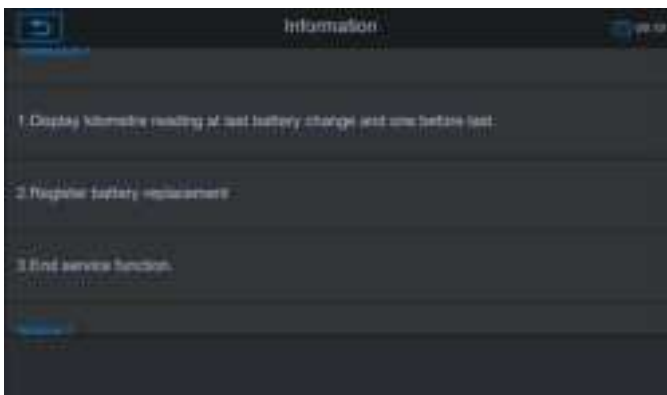 Information
1.Display kilometre reading at last battery change and one before last
2.Register battery replacement
3.End service function